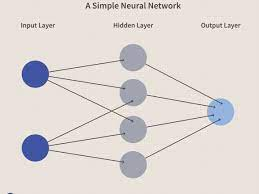 A Simple Neural Network
Input Layer
Hidden Layer
Output Layer